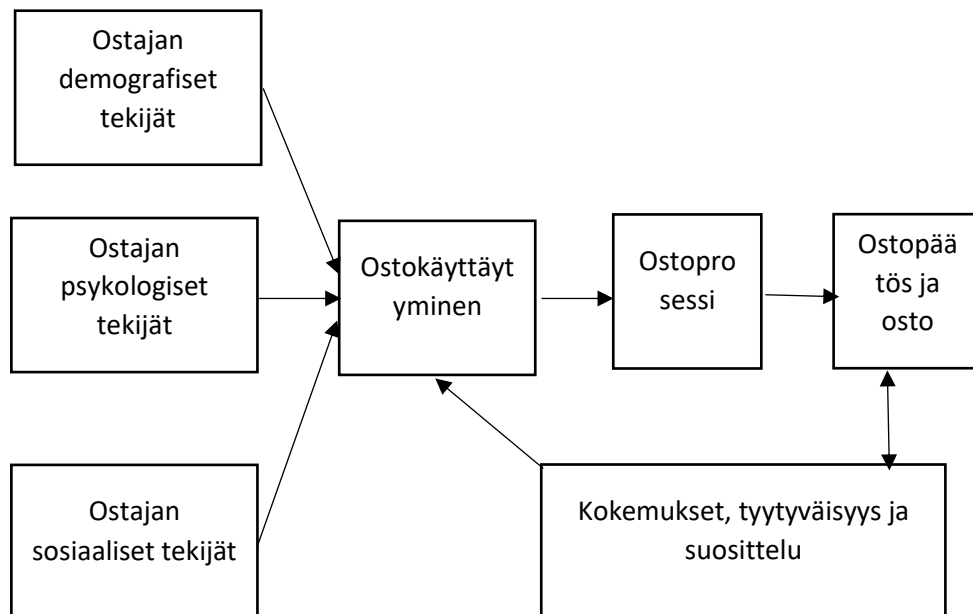 Ostajan
demografiset
tekijät
Ostajan
psykologiset
tekijät
Ostajan
sosiaaliset tekijät
Ostokäyttäyt
yminen
Ostopro
sessi
Ostopää
tös ja
osto
Kokemukset, tyytyväisyys ja
suosittelu